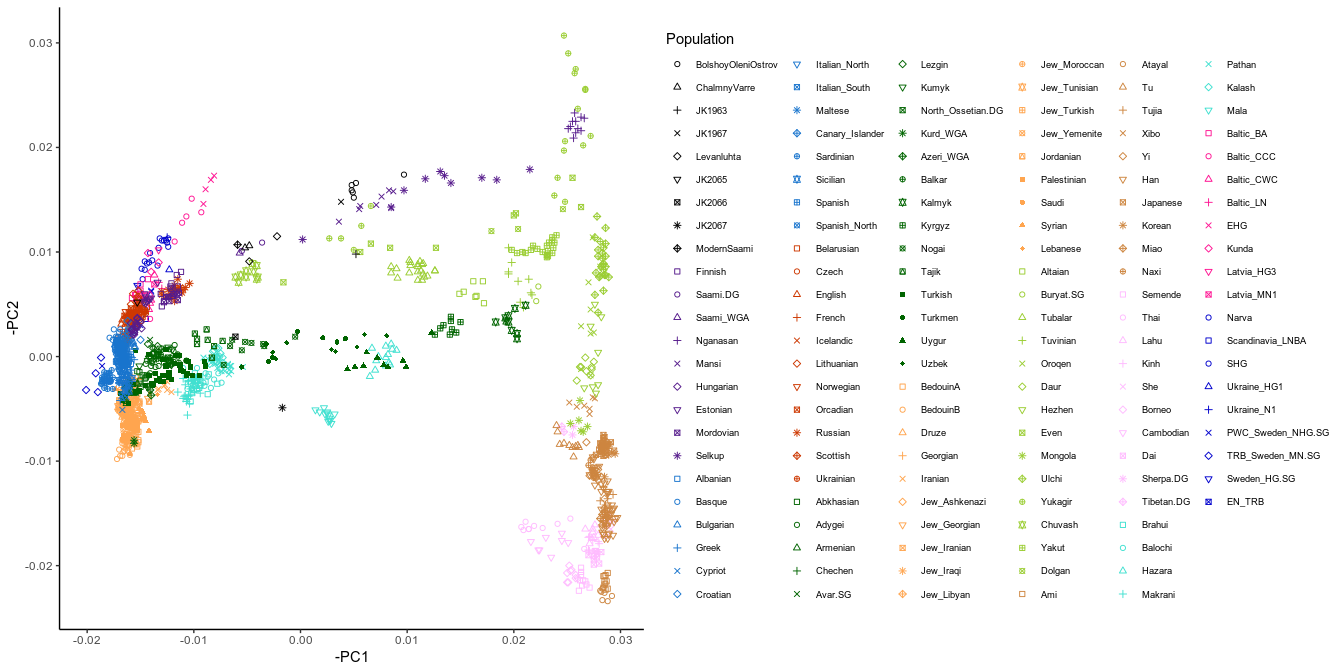 -PC2
0.03
0.02
0.01
0.00
-0.01
-0.02
-0.02 -0.01 0.00 0.01 0.02 0.03
-PC1
Population
BolshoyOleniOstrov
ChalmnyVarre
JK1963
JK1967
Levanluhta
JK2065
JK2066
JK2067
ModernSaami
Finnish
Saami.DG
Saami_WGA
Nganasan
Mansi
Hungarian
Estonian
Mordovian
Selkup
Albanian
Basque
Bulgarian
Greek
Cypriot
Croatian
Italian_North
Italian_South
Maltese
Canary_Islander
Sardinian
Sicilian
Spanish
Spanish_North
Belarusian
Czech
English
French
Icelandic
Lithuanian
Norwegian
Orcadian
Russian
Scottish
Ukrainian
Abkhasian
Adygei
Armenian
Chechen
Avar.SG
Lezgin
Kumyk
North_Ossetian.DG
Kurd_WGA
Azeri_WGA
Balkar
Kalmyk
Kyrgyz
Nogai
Tajik
Turkish
Turkmen
Uygur
Uzbek
BedouinA
BedouinB
Druze
Georgian
Iranian
Jew_Ashkenazi
Jew_Georgian
Jew_Iranian
Jew_Iraqi
Jew_Libyan
Jew_Moroccan
Jew_Tunisian
Jew_Turkish
Jew_Yemenite
Jordanian
Palestinian
Saudi
Syrian
Lebanese
Altaian
Buryat.SG
Tubalar
Tuvinian
Oroqen
Daur
Hezhen
Even
Mongola
Ulchi
Yukagir
Chuvash
Yakut
Dolgan
Ami
Atayal
Tu
Tujia
Xibo
Yi
Han
Japanese
Korean
Miao
Naxi
Semende
Thai
Lahu
Kinh
She
Borneo
Cambodian
Dai
Sherpa.DG
Tibetan.DG
Brahui
Balochi
Hazara
Makrani
Pathan
Kalash
Mala
Baltic_BA
Baltic_CCC
Baltic_CWC
Baltic_LN
EHG
Kunda
Latvia_HG3
Latvia_MN1
Narva
Scandinavia_LNBA
SHG
Ukraine_HG1
Ukraine_N1
PWC_Sweden_NHG.SG
TRB_Sweden_MN.SG
Sweden_HG.SG
EN_TRB